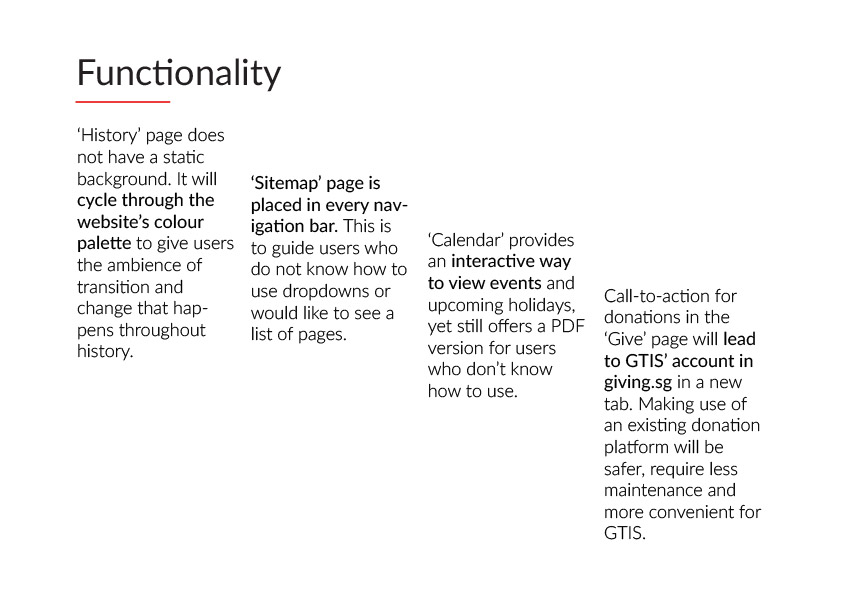 Functionality
‘History’ page does
not have a static
background. It will
cycle through the
website’s colour
palette to give users
the ambience of
transition and
change that hap-
pens throughout
history.
‘Sitemap’ page is
placed in every nav-
igation bar. This is
to guide users who
do not know how to
use dropdowns or
would like to see a
list of pages.
‘Calendar’ provides
an interactive way
to view events and
upcoming holidays,
yet still offers a PDF
version for users
who don’t know
how to use.
Call-to-action for
donations in the
‘Give’ page will lead
to GTIS’ account in
giving.sg in a new
tab. Making use of
an existing donation
platform will be
safer, require less
maintenance and
more convenient for
GTIS.